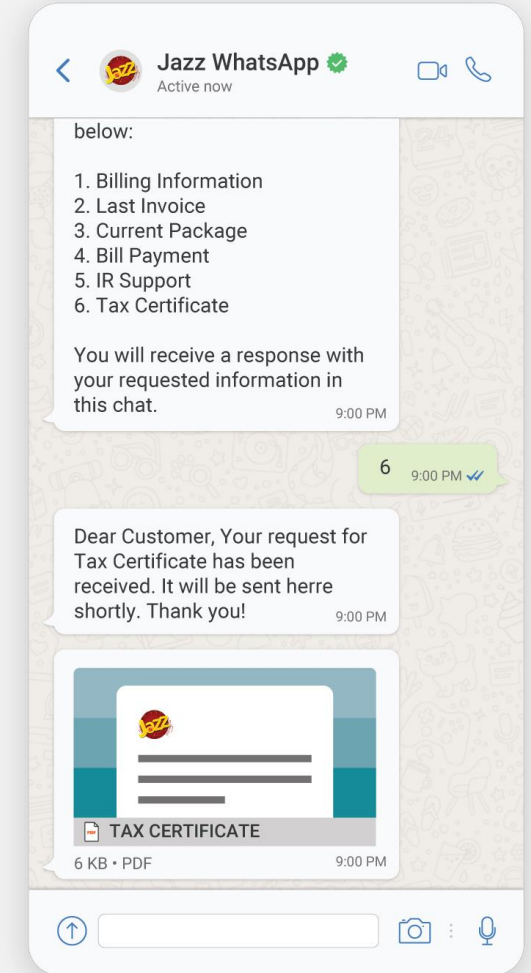 Jazz WhatsApp
Active now
below:
1. Billing Information
2. Last Invoice
3. Current Package
4. Bill Payment
5. IR Support
6. Tax Certificate
You will receive a response with
your requested information in
this chat.
9:00 PM
6
9:00 PM
Dear Customer, Your request for
Tax Certificate has been
received. It will be sent herre
shortly. Thank you!
9:00 PM
Jazz
PDF
TAX CERTIFICATE
6 KB • PDF
9:00 PM